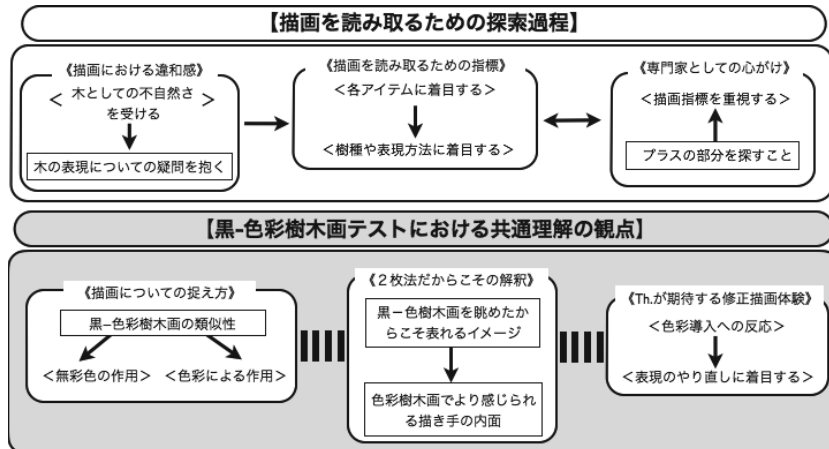 【描画を読み取るための探索過程】
《描画における違和感》
＜木としての不自然さ
を受ける＞
木の表現についての疑問を抱く
《描画を読み取るための指標》
＜各アイテムに着目する＞
＜樹種や表現方法に着目する＞
《専門家としての心がけ》
＜描画指標を重視する＞
プラスの部分を探すこと
【黒-色彩樹木画テストにおける共通理解の観点】
《描画についての捉え方》
黒−色彩樹木画の類似性
＜無彩色の作用＞
＜色彩による作用＞
《２枚法だからこその解釈》
黒−色樹木画を眺めたか
らこそ表れるイメージ
色彩樹木画でより感じられ
る描き手の内面
《Th.が期待する修正描画体験》
＜色彩導入への反応＞
＜表現のやり直しに着目する＞